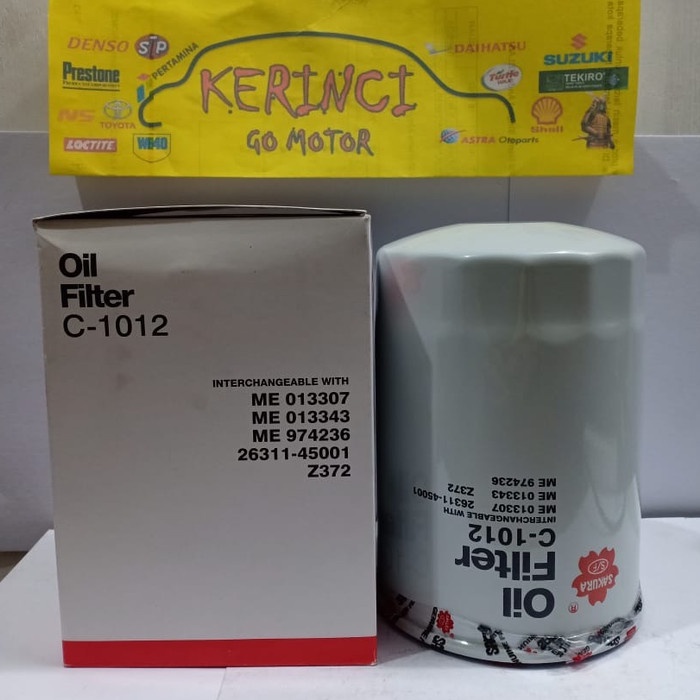 DENSO
STP
PERTAMINA
Prestone
NS
TOYOTA
LOCTITE
WD40
KERINCI
GO MOTOR
DAIHATSU
SUZUKI
Turtle
WAX
TEKIRO
Shell
ASTRA Otoparts
Oil
Filter
C-1012
INTERCHANGEABLE WITH
ME 013307
ME 013343
ME 974236
26311-45001
Z372
Oil
Filter
C-1012
INTERCHANGEABLE WITH
ME 013307 26311-45001
ME 013343 Z372
ME 974236
SAKURA
S/F
®